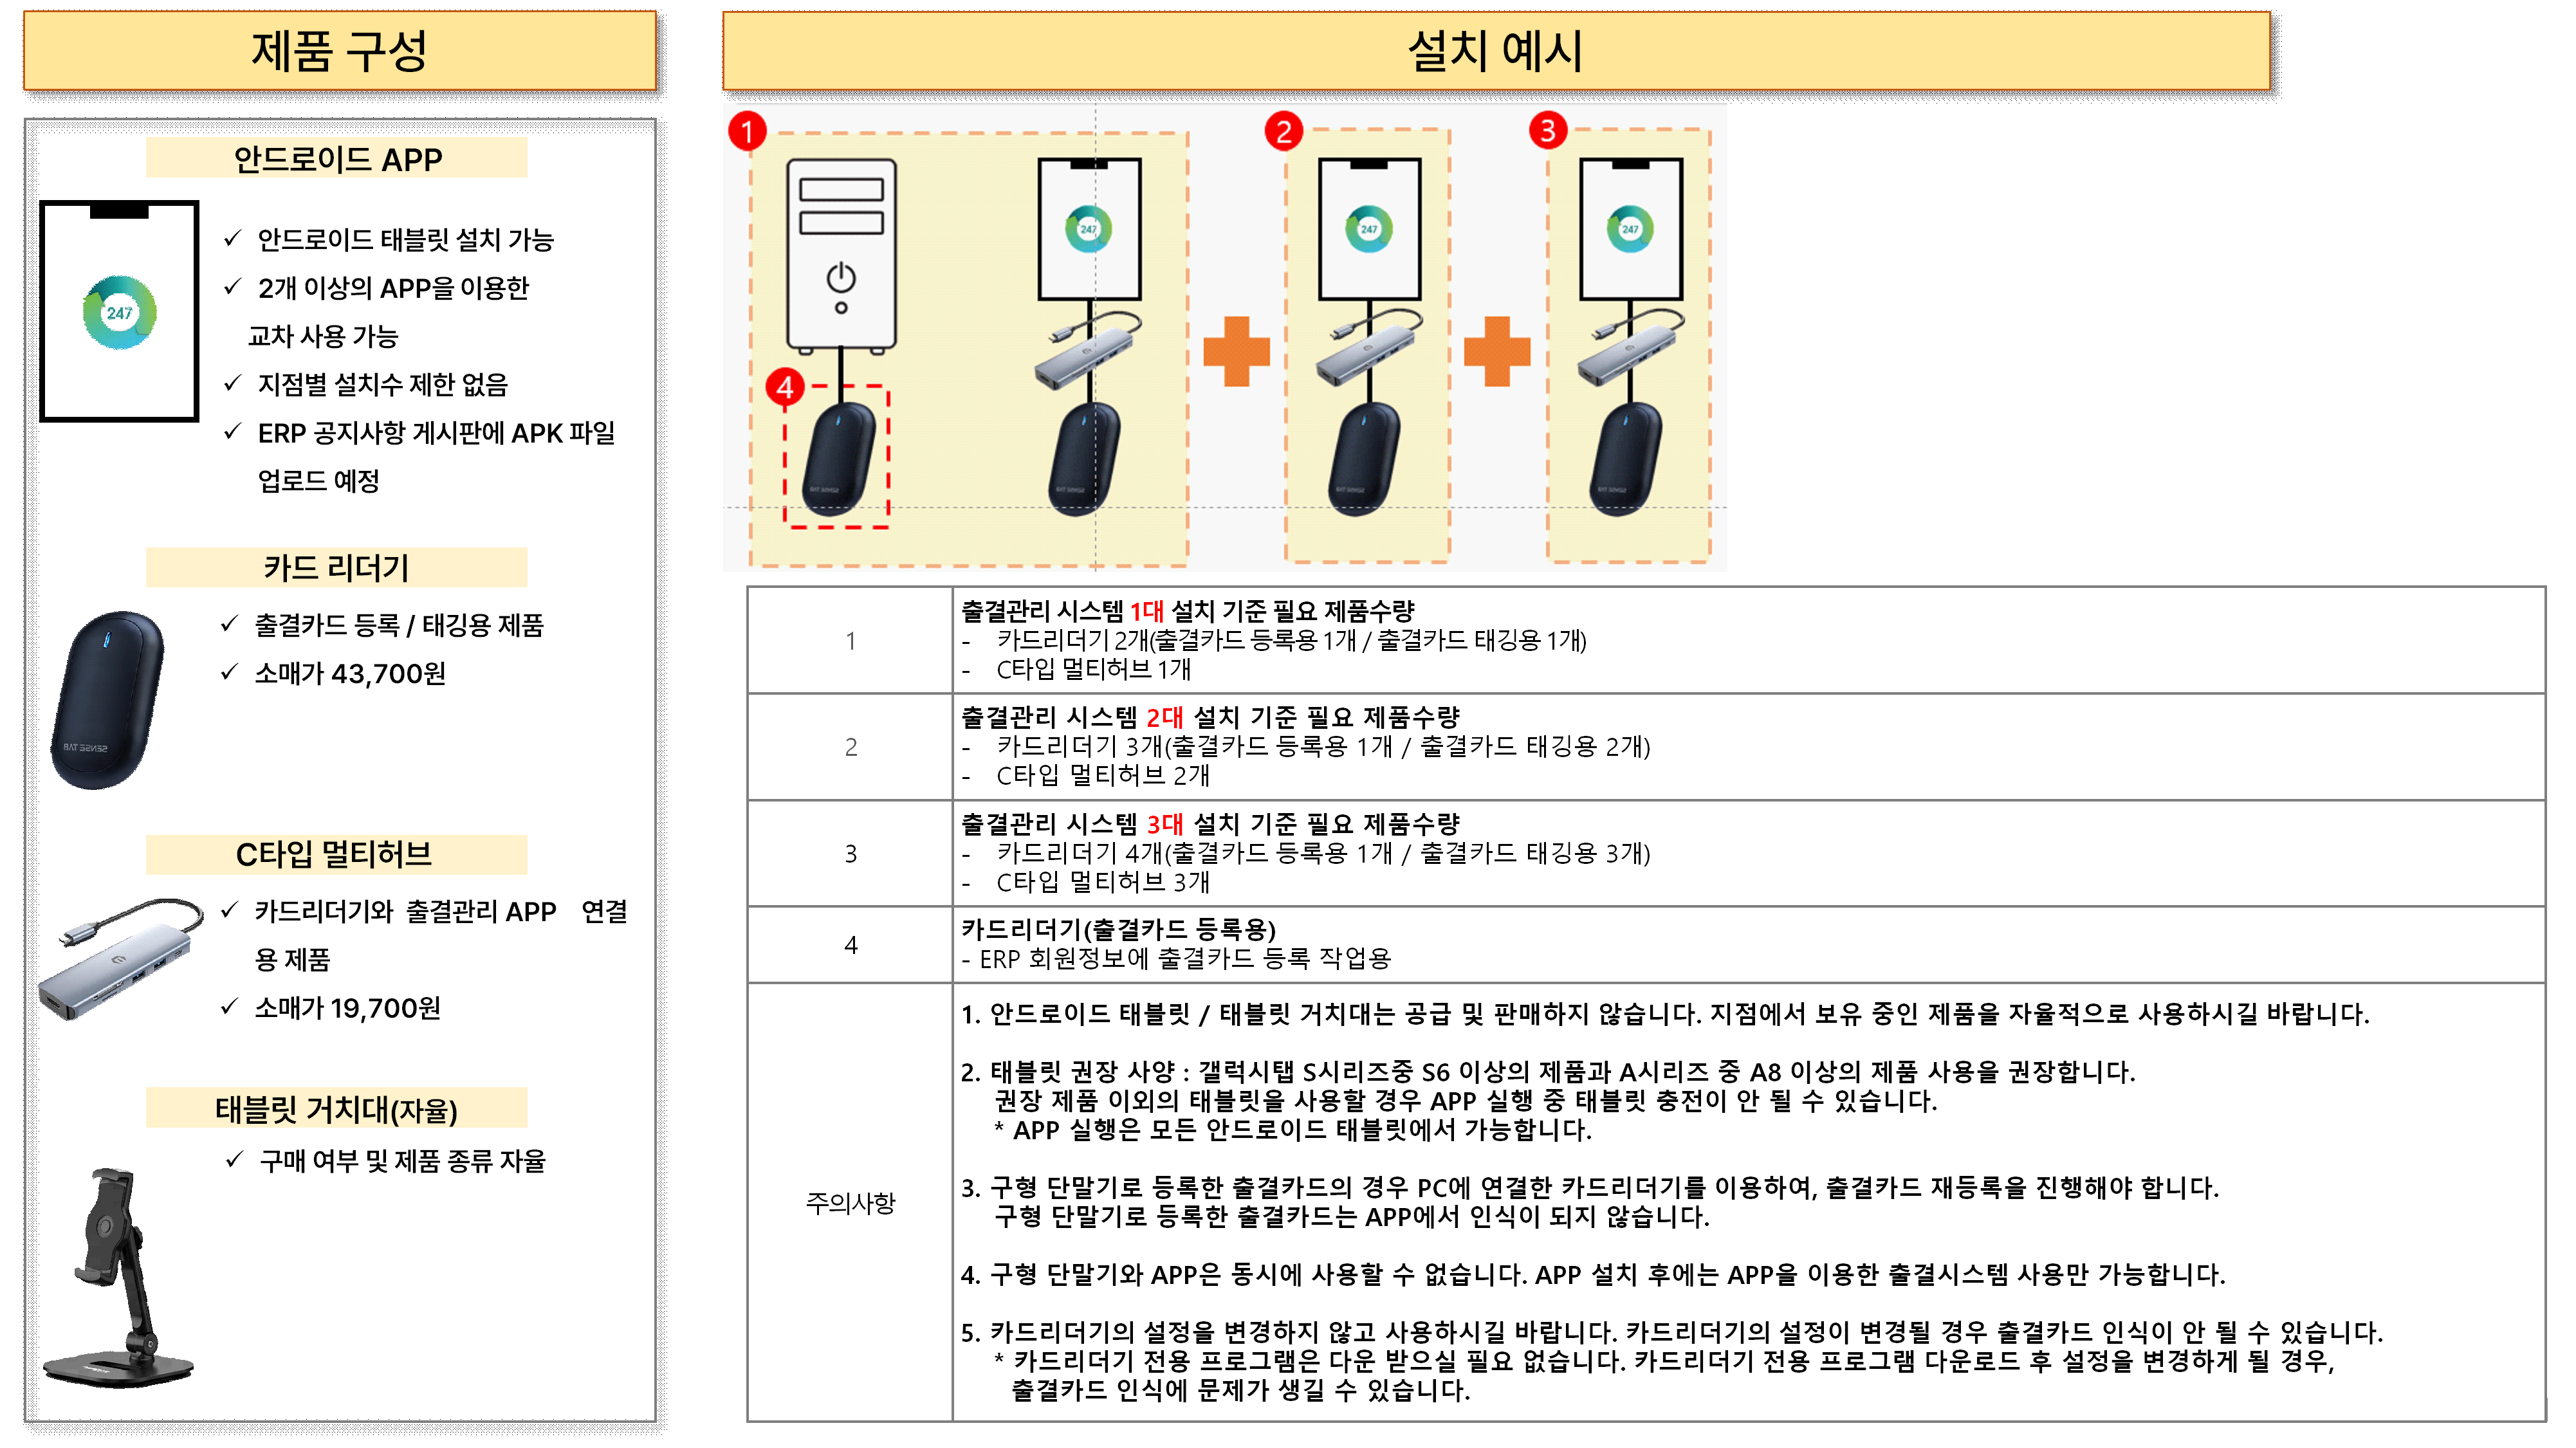 제품 구성
안드로이드 APP
247
✓ 안드로이드 태블릿 설치 가능
✓ 2개 이상의 APP을 이용한
교차 사용 가능
✓ 지점별 설치수 제한 없음
✓ ERP 공지사항 게시판에 APK 파일
업로드 예정
카드 리더기
SENSE TAB
✓ 출결카드 등록 / 태깅용 제품
✓ 소매가 43,700원
C타입 멀티허브
✓ 카드리더기와 출결관리 APP 연결
용 제품
✓ 소매가 19,700원
태블릿 거치대(자율)
✓ 구매 여부 및 제품 종류 자율
설치 예시
1
2
3
247
247
247
4
SENSE TAB
SENSE TAB
SENSE TAB
SENSE TAB
1
출결관리 시스템 1대 설치 기준 필요 제품수량
- 카드리더기 2개(출결카드 등록용 1개 / 출결카드 태깅용 1개)
- C타입 멀티허브 1개
2
출결관리 시스템 2대 설치 기준 필요 제품수량
- 카드리더기 3개(출결카드 등록용 1개 / 출결카드 태깅용 2개)
- C타입 멀티허브 2개
3
출결관리 시스템 3대 설치 기준 필요 제품수량
- 카드리더기 4개(출결카드 등록용 1개 / 출결카드 태깅용 3개)
- C타입 멀티허브 3개
4
카드리더기(출결카드 등록용)
- ERP 회원정보에 출결카드 등록 작업용
주의사항
1. 안드로이드 태블릿 / 태블릿 거치대는 공급 및 판매하지 않습니다. 지점에서 보유 중인 제품을 자율적으로 사용하시길 바랍니다.
2. 태블릿 권장 사양 : 갤럭시탭 S시리즈중 S6 이상의 제품과 A시리즈 중 A8 이상의 제품 사용을 권장합니다.
권장 제품 이외의 태블릿을 사용할 경우 APP 실행 중 태블릿 충전이 안 될 수 있습니다.
* APP 실행은 모든 안드로이드 태블릿에서 가능합니다.
3. 구형 단말기로 등록한 출결카드의 경우 PC에 연결한 카드리더기를 이용하여, 출결카드 재등록을 진행해야 합니다.
구형 단말기로 등록한 출결카드는 APP에서 인식이 되지 않습니다.
4. 구형 단말기와 APP은 동시에 사용할 수 없습니다. APP 설치 후에는 APP을 이용한 출결시스템 사용만 가능합니다.
5. 카드리더기의 설정을 변경하지 않고 사용하시길 바랍니다. 카드리더기의 설정이 변경될 경우 출결카드 인식이 안 될 수 있습니다.
* 카드리더기 전용 프로그램은 다운 받으실 필요 없습니다. 카드리더기 전용 프로그램 다운로드 후 설정을 변경하게 될 경우,
출결카드 인식에 문제가 생길 수 있습니다.